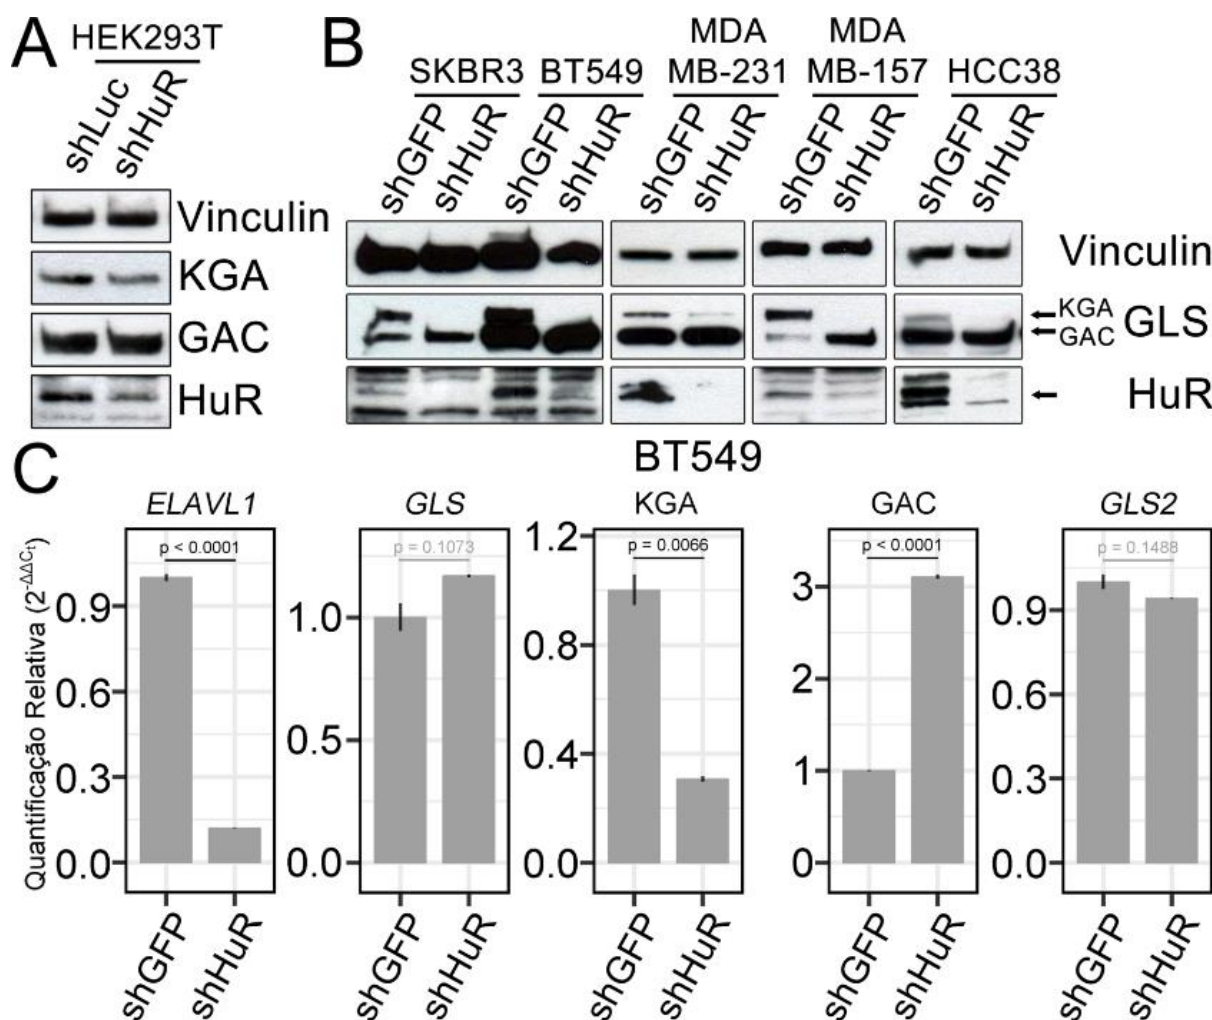 A
HEK293T
shLuc
shHuR
Vinculin
KGA
GAC
HuR
B
SKBR3
BT549
MDA
MB-231
MDA
MB-157
HCC38
shGFP
shHuR
shGFP
shHuR
shGFP
shHuR
shGFP
shHuR
shGFP
shHuR
Vinculin
KGA
GAC
GLS
HuR
C
BT549
Quantificação Relativa (2^-ΔΔCt)
ELAVL1
p < 0.0001
0.9
0.6
0.3
0.0
shGFP
shHuR
GLS
p = 0.1073
1.0
0.5
0.0
shGFP
shHuR
KGA
p = 0.0066
1.2
0.8
0.4
0.0
shGFP
shHuR
GAC
p <0.0001
3
2
1
0
shGFP
shHuR
GLS2
p = 0.1488
0.9
0.6
0.3
0.0
shGFP
shHuR